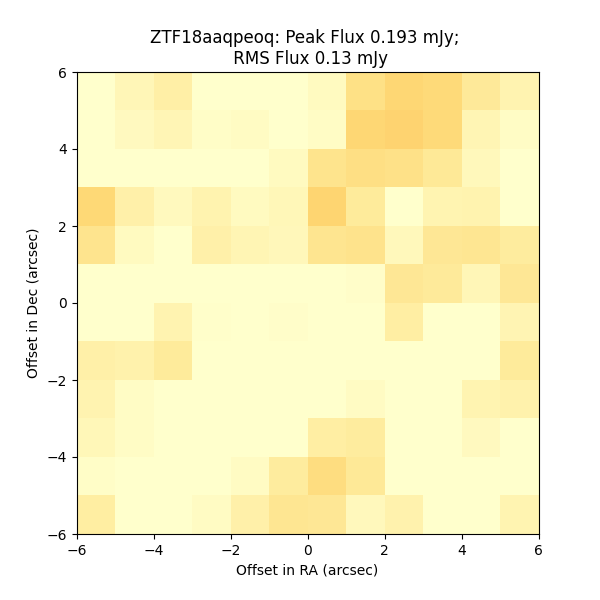 ZTF18aaqpeoq: Peak Flux 0.193 mJy;
RMS Flux 0.13 mJy
6
4
2
0
−2
−4
−6
Offset in Dec (arcsec)
−6 −4 −2 0 2 4 6
Offset in RA (arcsec)